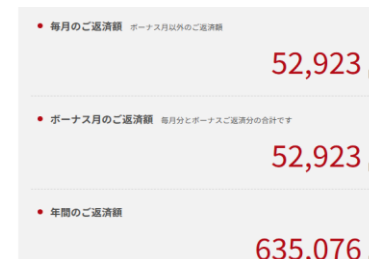 毎月のご返済額 ボーナス月以外のご返済額
52,923
ボーナス月のご返済額 毎月分とボーナスご返済分の合計です
52,923
年間のご返済額
635,076